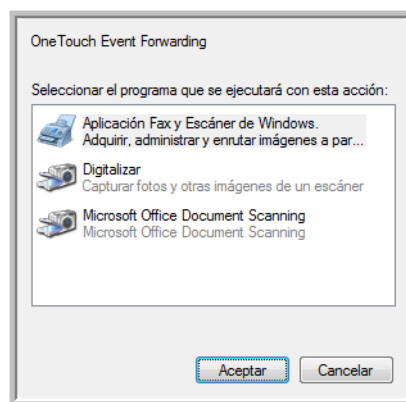 OneTouch Event Forwarding
Seleccionar el programa que se ejecutará con esta acción:
Aplicación Fax y Escáner de Windows.
Adquirir, administrar y enrutar imágenes a par...
Digitalizar
Capturar fotos y otras imágenes de un escáner
Microsoft Office Document Scanning
Microsoft Office Document Scanning
Aceptar
Cancelar